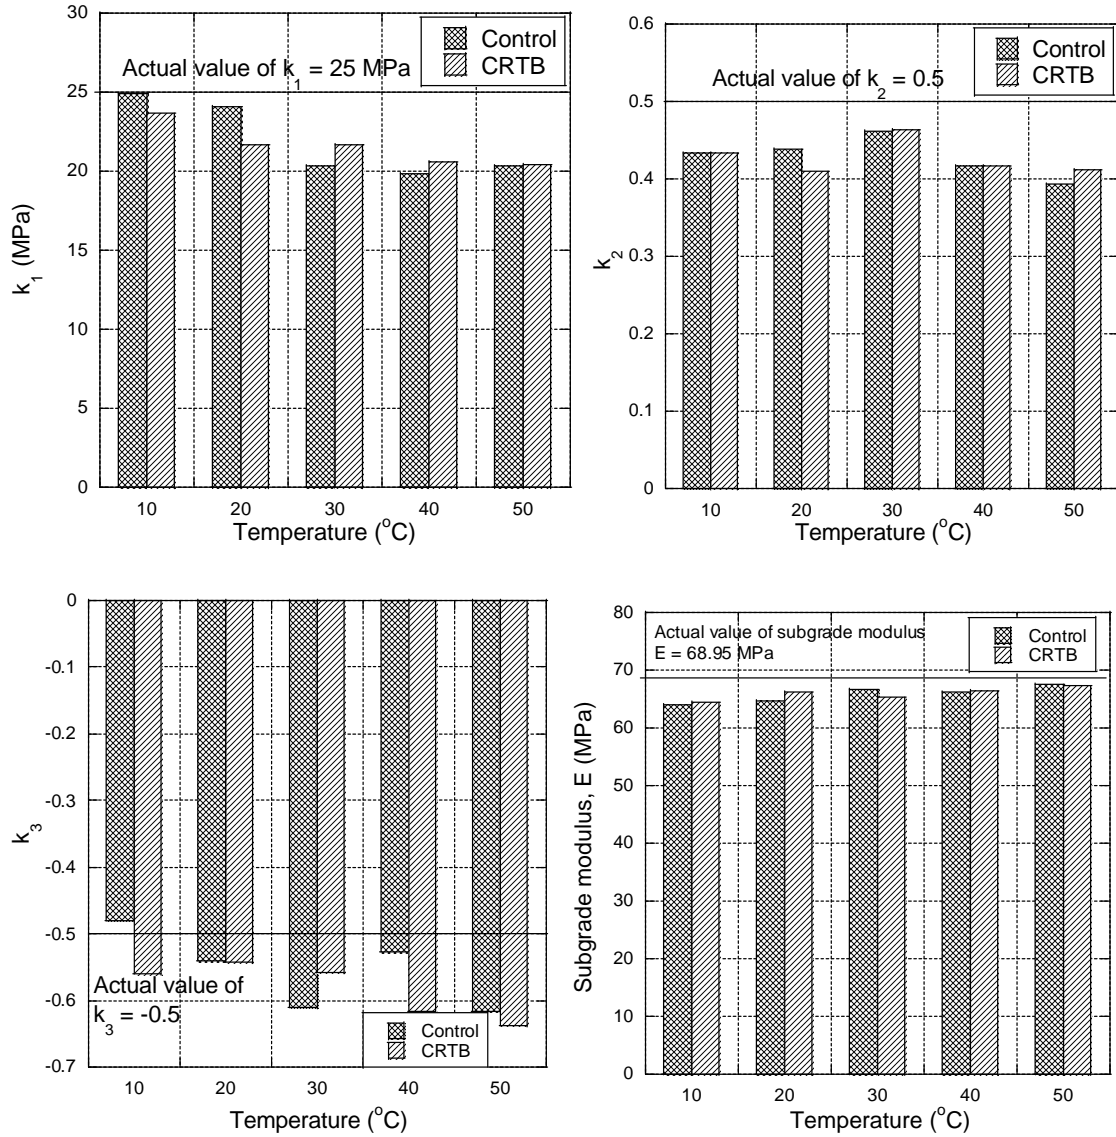 30
25
20
15
10
5
0
k1 (MPa)
Actual value of k1 = 25 MPa
Control
CRTB
10 20 30 40 50
Temperature (oC)
0.6
0.5
0.4
0.3
0.2
0.1
0
k2
Actual value of k2 = 0.5
Control
CRTB
10 20 30 40 50
Temperature (oC)
0
-0.1
-0.2
-0.3
-0.4
-0.5
-0.6
-0.7
k3
Actual value of
k3 = -0.5
Control
CRTB
10 20 30 40 50
Temperature (oC)
80
70
60
50
40
30
20
10
0
Subgrade modulus, E (MPa)
Actual value of subgrade modulus
E = 68.95 MPa
Control
CRTB
10 20 30 40 50
Temperature (oC)